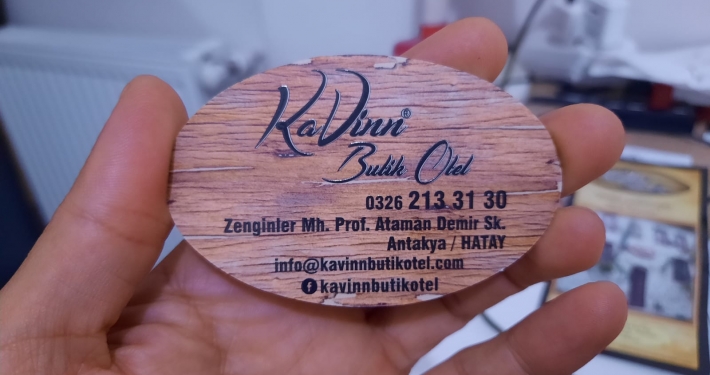 KaVinn®
Butik Otel
0326 213 31 30
Zenginler Mh. Prof. Ataman Demir Sk.
Antakya / HATAY
info@kavinnbutikotel.com
kavinnbutikotel